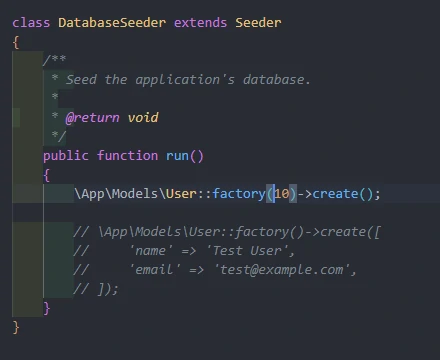 class DatabaseSeeder extends Seeder
{
    /**
     * Seed the application's database.
     *
     * @return void
     */
    public function run()
    {
        \App\Models\User::factory(10)->create();

        // \App\Models\User::factory()->create([
        //     'name' => 'Test User',
        //     'email' => 'test@example.com',
        // ]);
    }
}